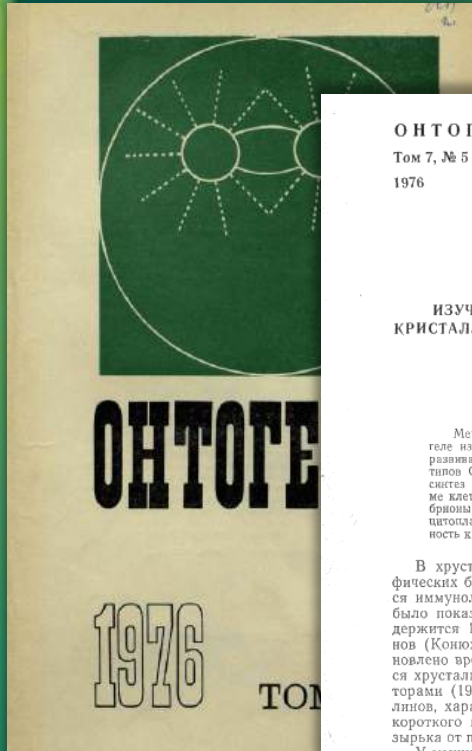 ОНТОГЕ
1976
ТОМ
ОНТОГ
Том 7, № 5
1976
ИЗУЧ
КРИСТАЛ
Ме
геле из
развива
типов
синтез
ме клет
брионы
цитопла
ность к
В хруст
фических б
ся иммунол
было показ
держится
нов (Конюх
новлено вре
ся хрустали
торами (19
линов, хара
короткого
зырька от п